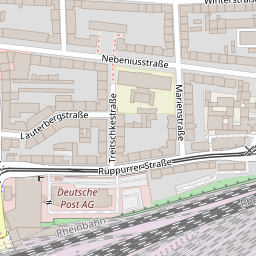 Winterstraße
Nebeniusstraße
Marienstraße
Treitschkestraße
Lauterbergstraße
Rüppurrer Straße
Deutsche
Post AG
Rheinbahn